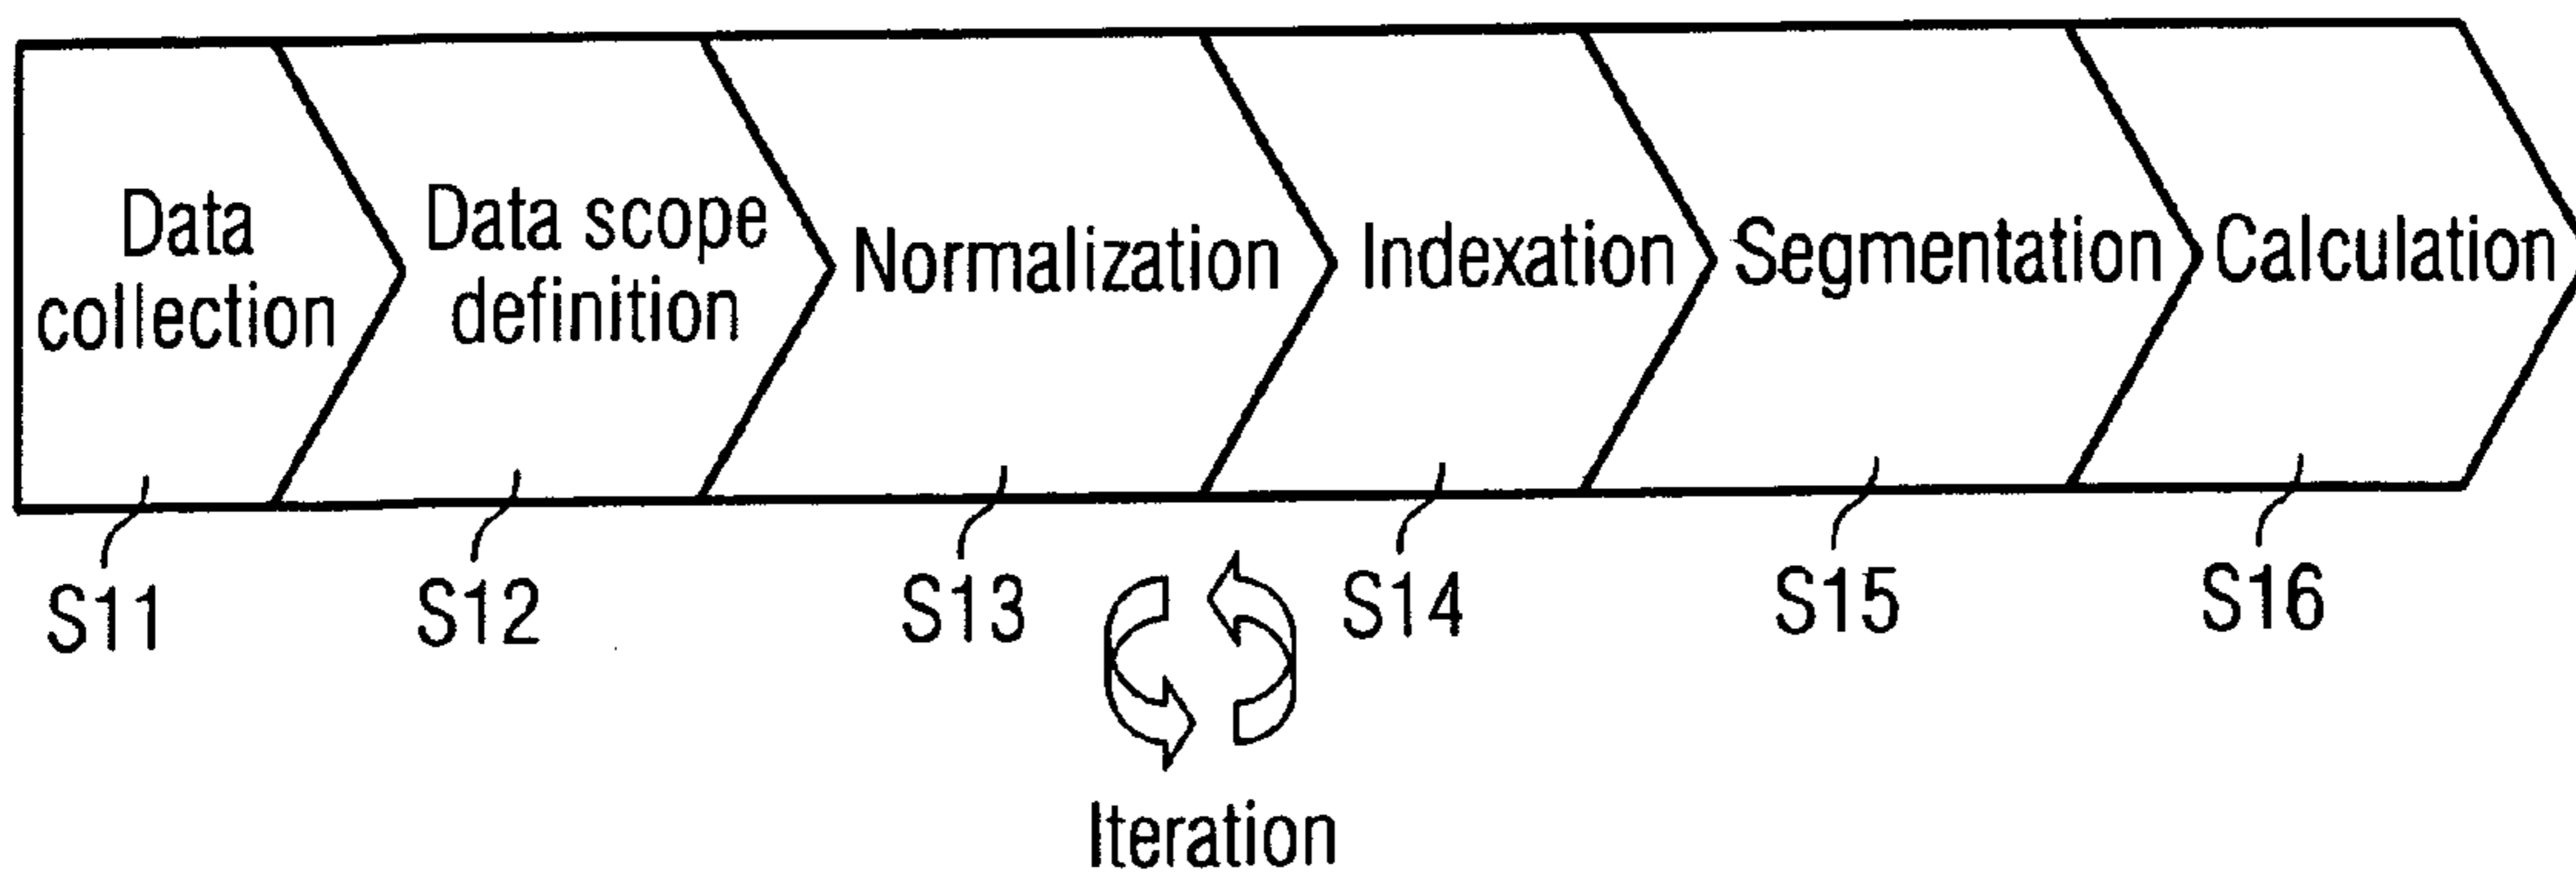 Data
collection
Data scope
definition
Normalization
Indexation
Segmentation
Calculation
S11
S12
S13
S14
S15
S16
Iteration